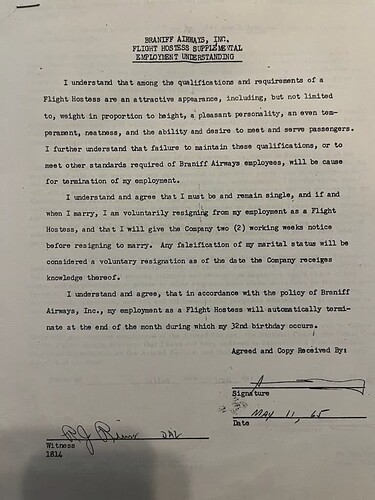 BRANIFF AIRWAYS, INC.
FLIGHT HOSTESS SUPPLEMENTAL
EMPLOYMENT UNDERSTANDING
I understand that among the qualifications and requirements of a
Flight Hostess are an attractive appearance, including, but not limited
to, weight in proportion to height, a pleasant personality, an even tem-
perament, neatness, and the ability and desire to meet and serve passengers.
I further understand that failure to maintain these qualifications, or to
meet other standards required of Braniff Airways employees, will be cause
for termination of my employment.
I understand and agree that I must be and remain single, and if and
when I marry, I am voluntarily resigning from my employment as a Flight
Hostess, and that I will give the Company two (2) working weeks notice
before resigning to marry. Any falsification of my marital status will be
considered a voluntary resignation as of the date the Company receiges
knowledge thereof.
I understand and agree, that in accordance with the policy of Braniff
Airways, Inc., my employment as a Flight Hostess will automatically termi-
nate at the end of the month during which my 32nd birthday occurs.
Agreed and Copy Received By:
Signature
MAY 11, 65
Date
DAL
Witness
1814